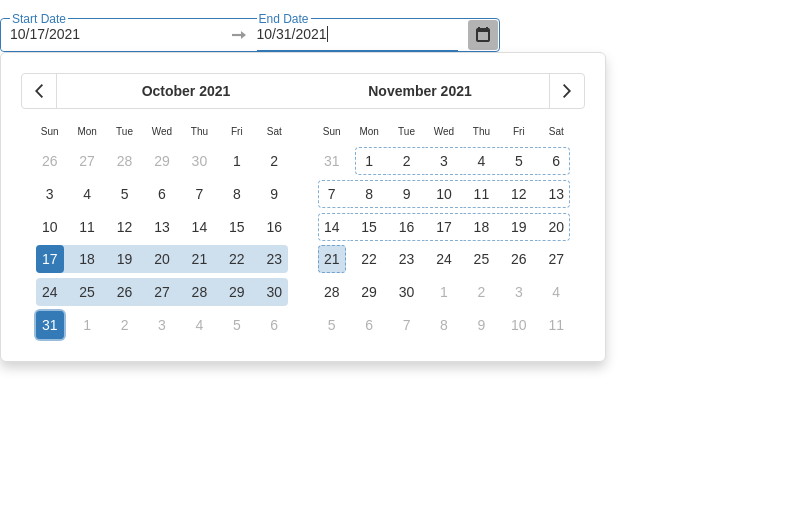 Start Date End Date
10/17/2021 10/31/2021
October 2021 November 2021
Sun Mon Tue Wed Thu Fri Sat Sun Mon Tue Wed Thu Fri Sat
26 27 28 29 30 1 2 31 1 2 3 4 5 6
3 4 5 6 7 8 9 7 8 9 10 11 12 13
10 11 12 13 14 15 16 14 15 16 17 18 19 20
17 18 19 20 21 22 23 21 22 23 24 25 26 27
24 25 26 27 28 29 30 28 29 30 1 2 3 4
31 1 2 3 4 5 6 5 6 7 8 9 10 11